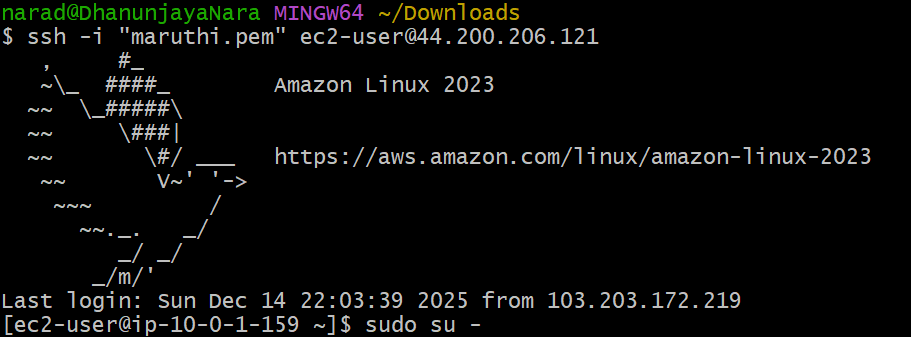 narad@DhanunjayaNara MINGW64 ~/Downloads
$ ssh -i "maruthi.pem" ec2-user@44.200.206.121
   ,     #_
   ~\_  ####_        Amazon Linux 2023
  ~~  \_#####\
  ~~     \###|
  ~~       \#/ ___   https://aws.amazon.com/linux/amazon-linux-2023
   ~~       V~' '->
    ~~~         /
      ~~._.   _/
         _/ _/
       _/m/'
Last login: Sun Dec 14 22:03:39 2025 from 103.203.172.219
[ec2-user@ip-10-0-1-159 ~]$ sudo su -